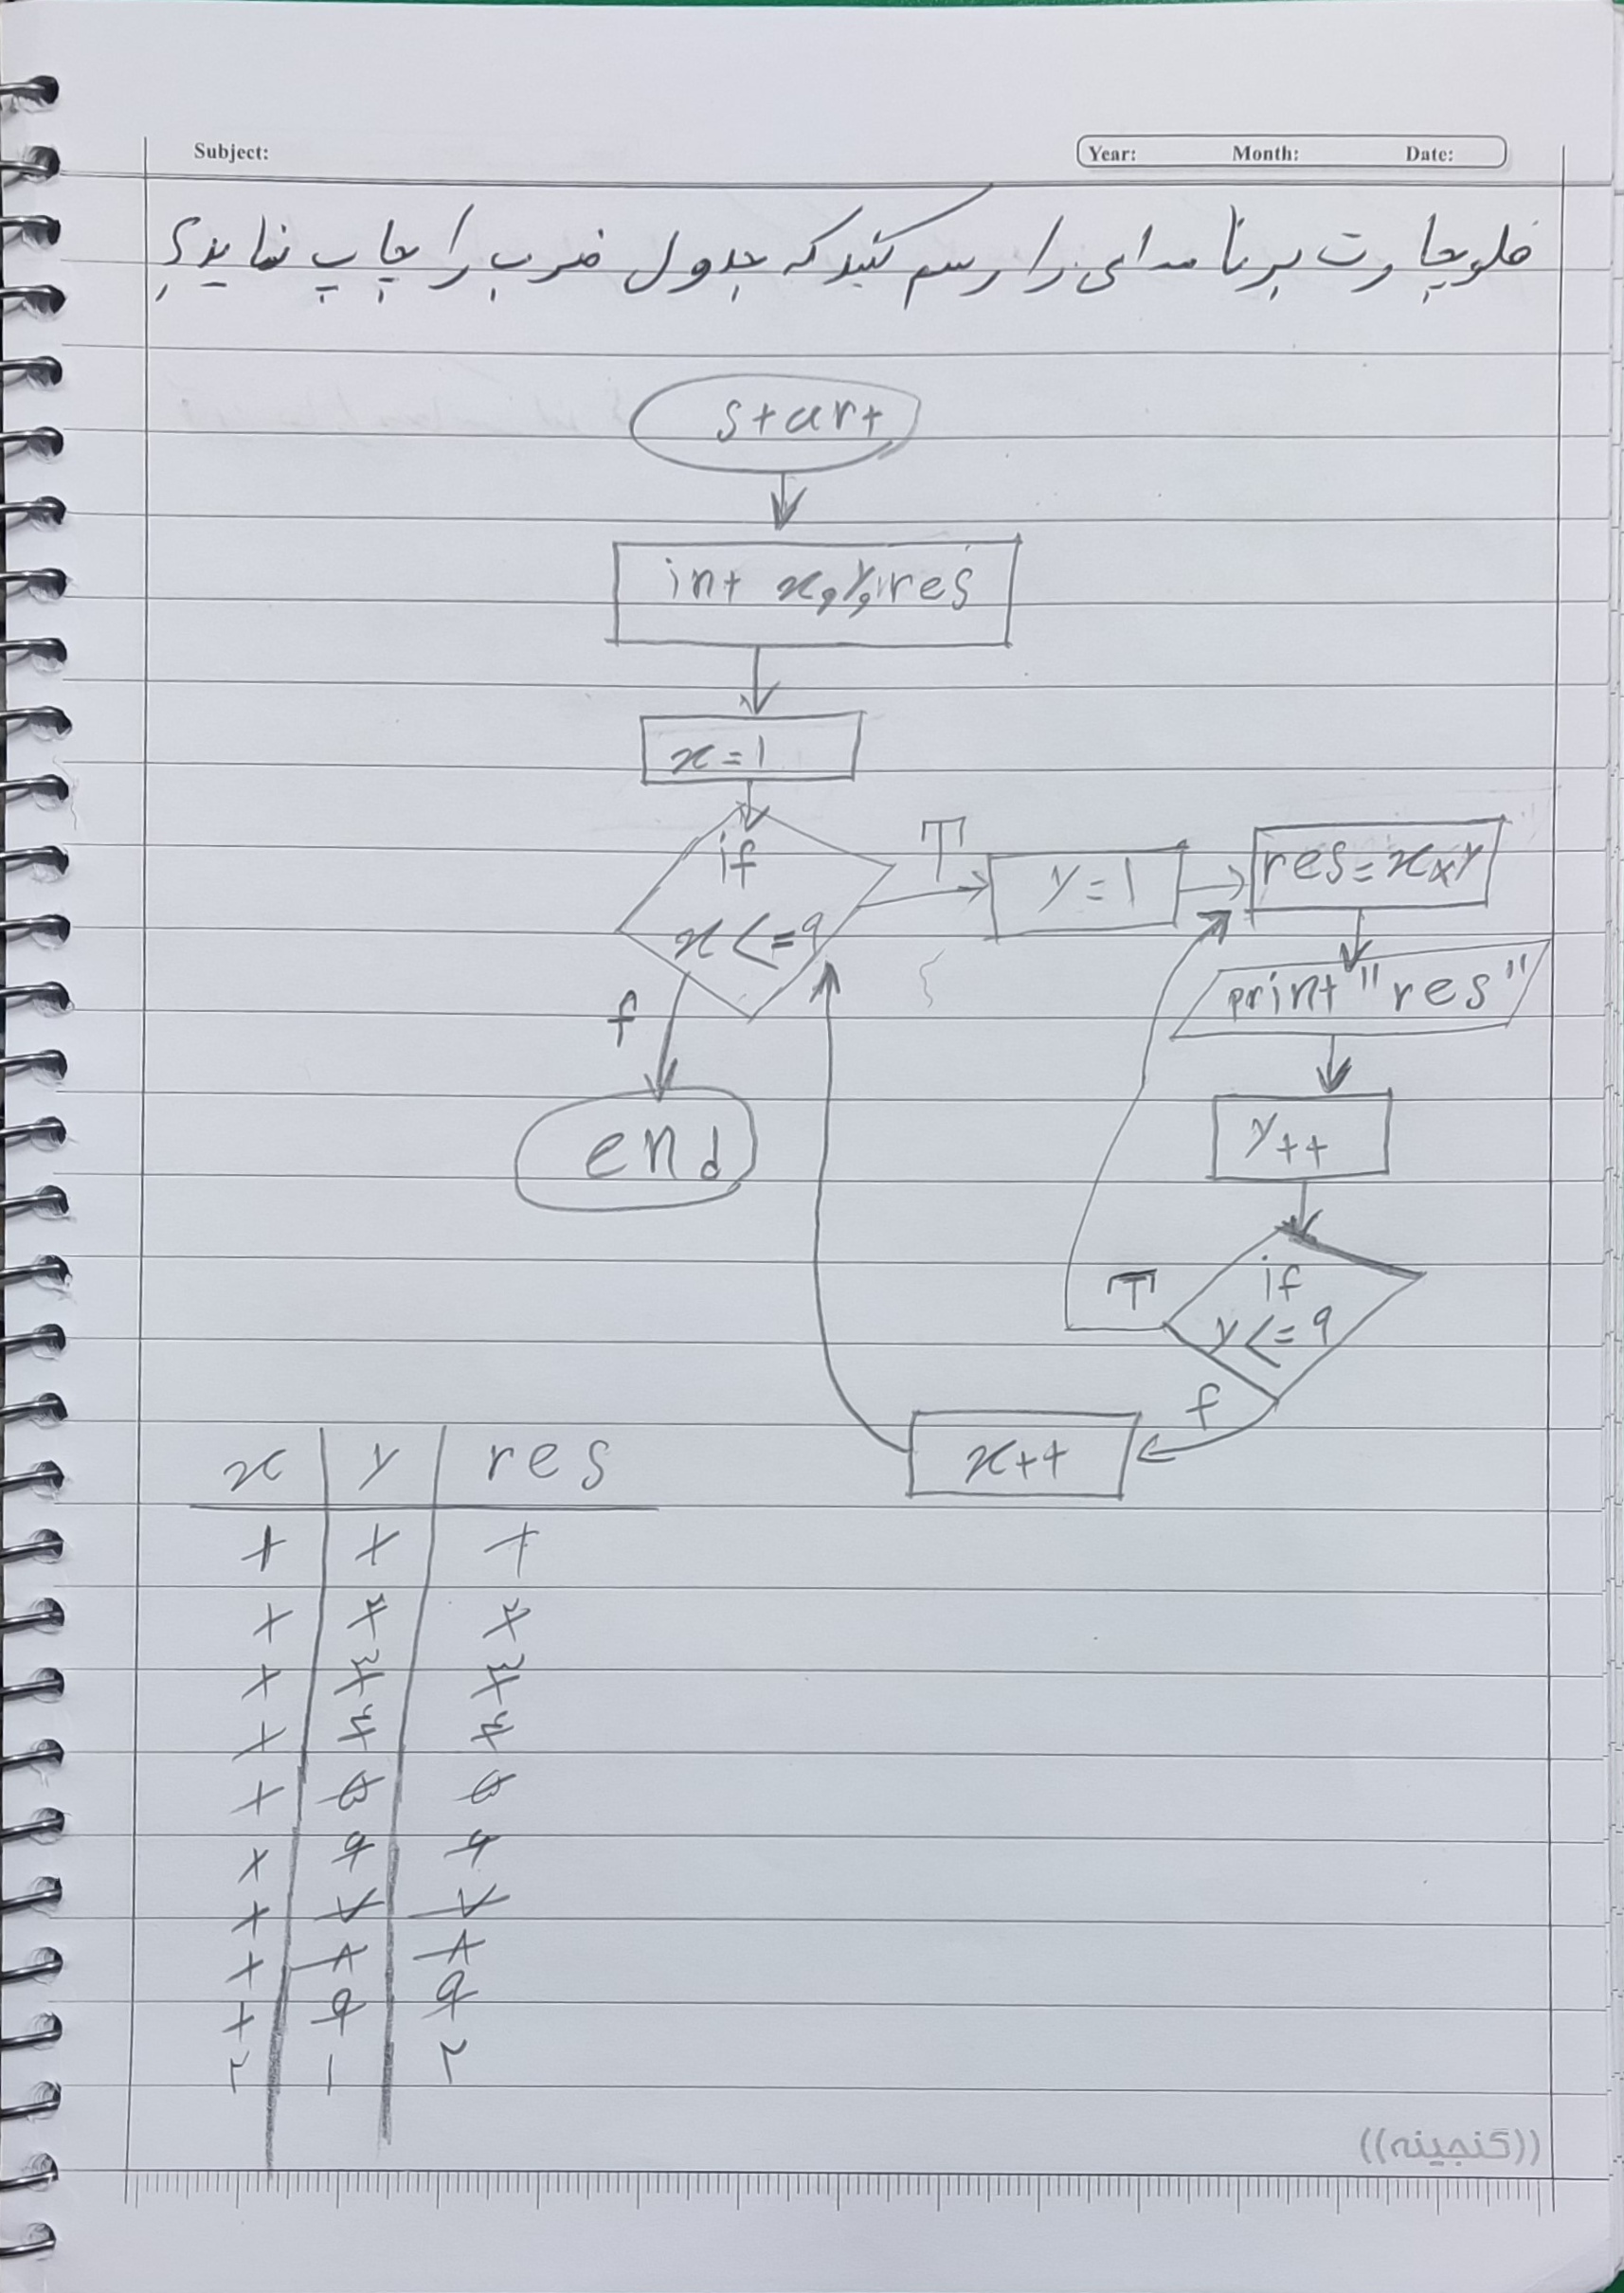 Subject:
Year: Month: Date:
فلوچارت برنامه‌ای را رسم کنید که جدول ضرب را چاپ نماید؟
start
int x,y,res
x=1
if
x<=9
T
y=1
res=x×y
print "res"
y++
if
y<=9
T
f
x++
f
end
x y res
۱ ۱ ۱
۱ ۲ ۲
۱ ۳ ۳
۱ ۴ ۴
۱ ۵ ۵
۱ ۶ ۶
۱ ۷ ۷
۱ ۸ ۸
۱ ۹ ۹
۲ ۱ ۲
((گنجینه))